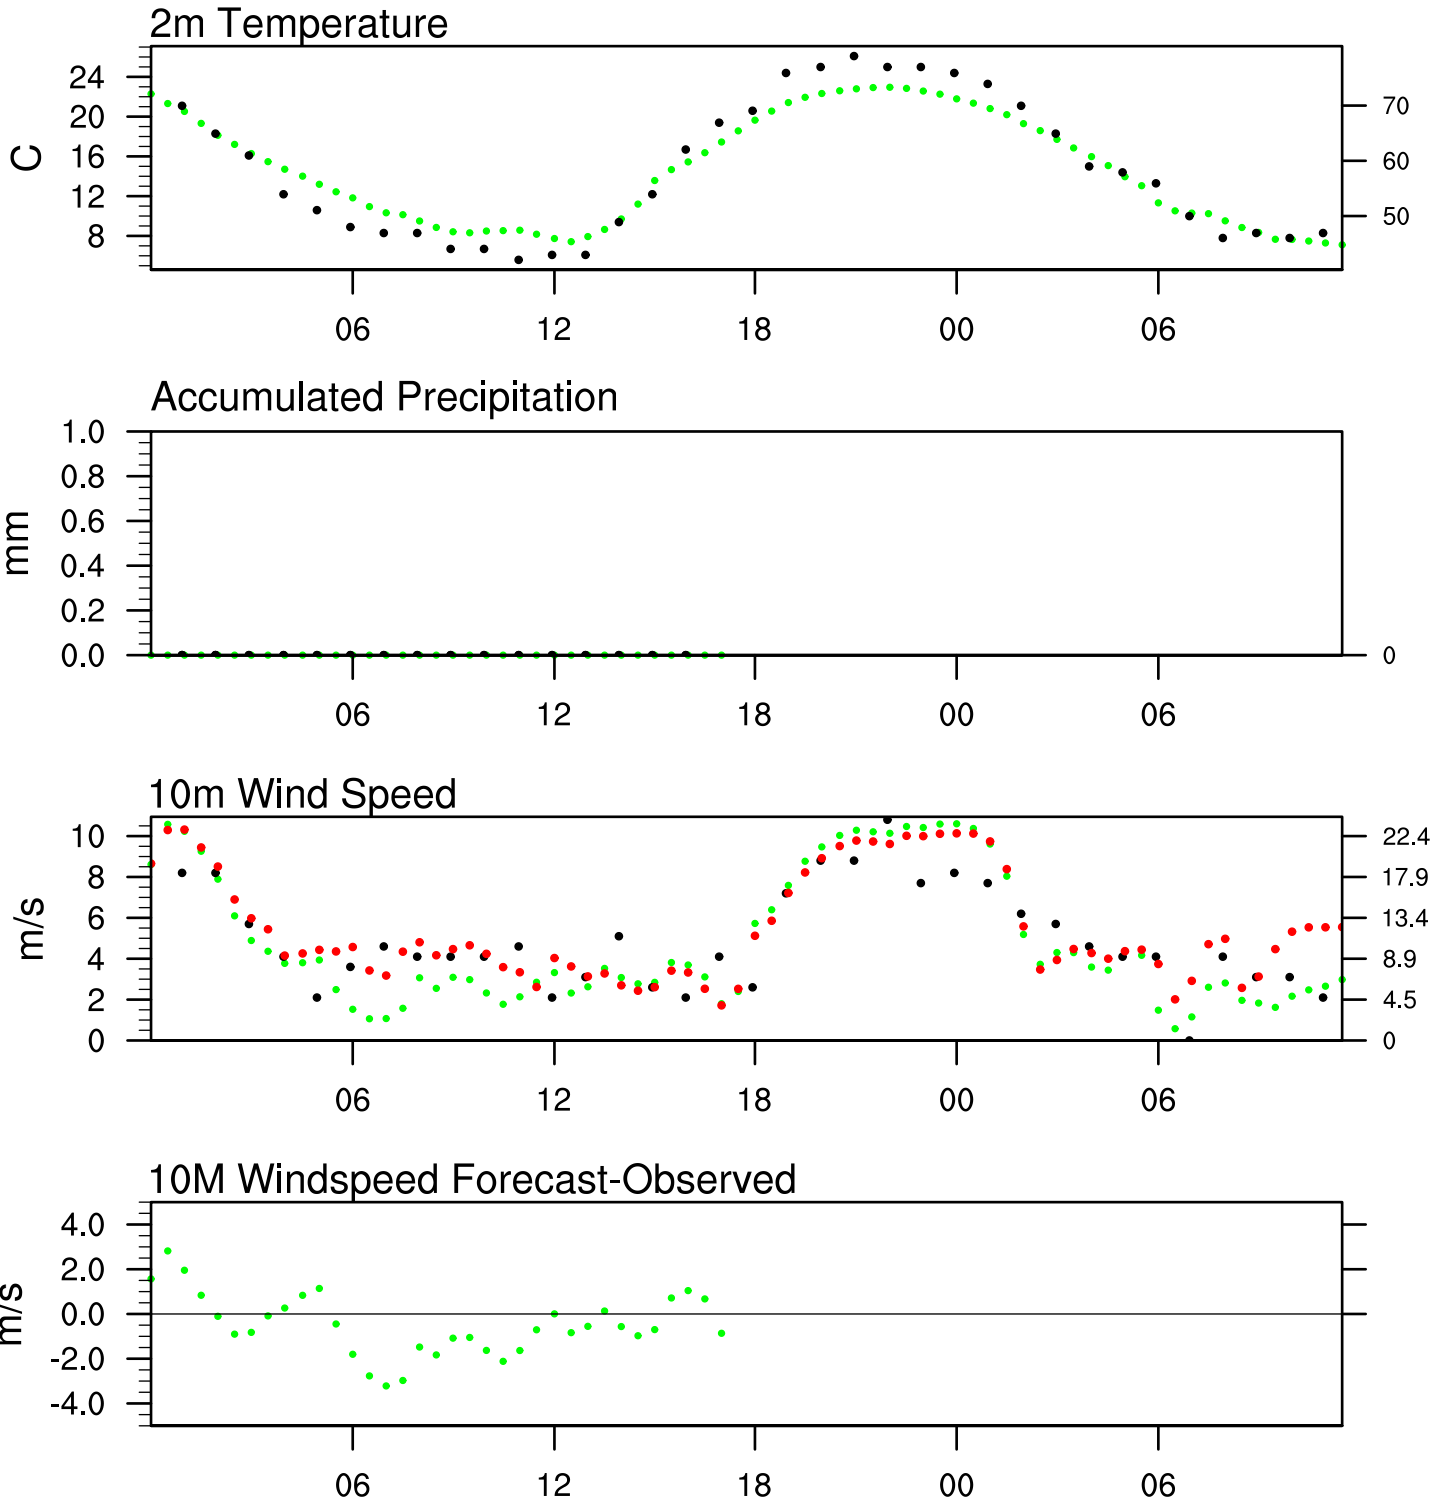 2m Temperature
24
20
16
12
8
C
70
60
50
06 12 18 00 06
Accumulated Precipitation
1.0
0.8
0.6
0.4
0.2
0.0
mm
0
06 12 18 00 06
10m Wind Speed
10
8
6
4
2
0
m/s
22.4
17.9
13.4
8.9
4.5
0
06 12 18 00 06
10M Windspeed Forecast-Observed
4.0
2.0
0.0
-2.0
-4.0
m/s
06 12 18 00 06